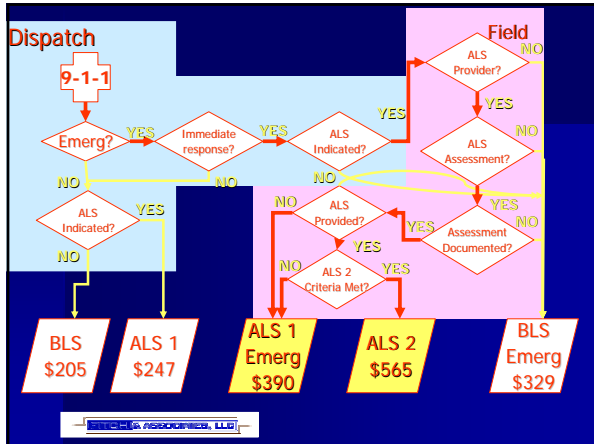 Dispatch
Field
9-1-1
Emerg?
YES
Immediate
response?
YES
ALS
Indicated?
YES
ALS
Provider?
NO
YES
ALS
Assessment?
NO
YES
Assessment
Documented?
NO
YES
NO
NO
NO
ALS
Indicated?
YES
NO
ALS
Provided?
NO
YES
ALS 2
Criteria Met?
NO
YES
BLS
$205
ALS 1
$247
ALS 1
Emerg
$390
ALS 2
$565
BLS
Emerg
$329
FITCH & ASSOCIATES, LLC